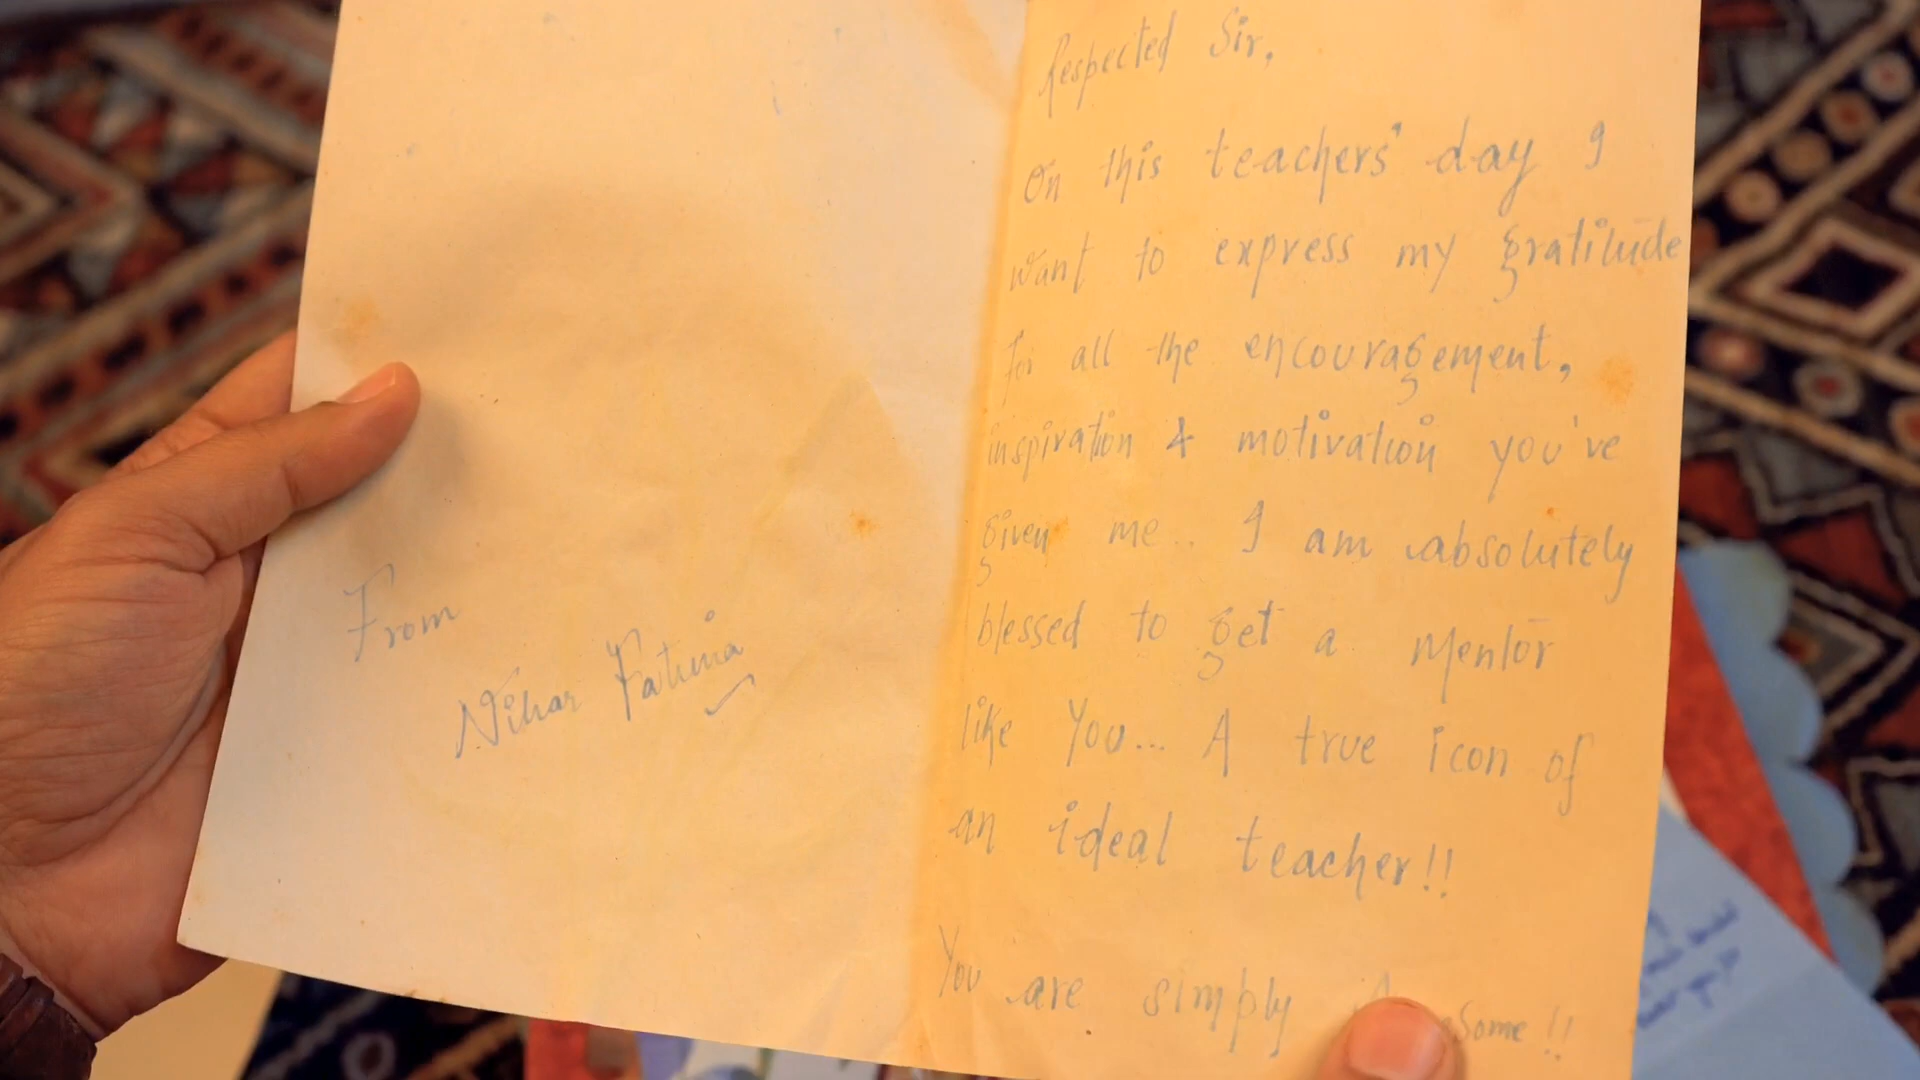 From
Nihar Fatima
Respected Sir,
On this teachers' day I
want to express my gratitude
for all the encouragement,
inspiration & motivation you've
given me.. I am absolutely
blessed to get a Mentor
like You... A true icon of
an ideal teacher!!
You are simply esome!!